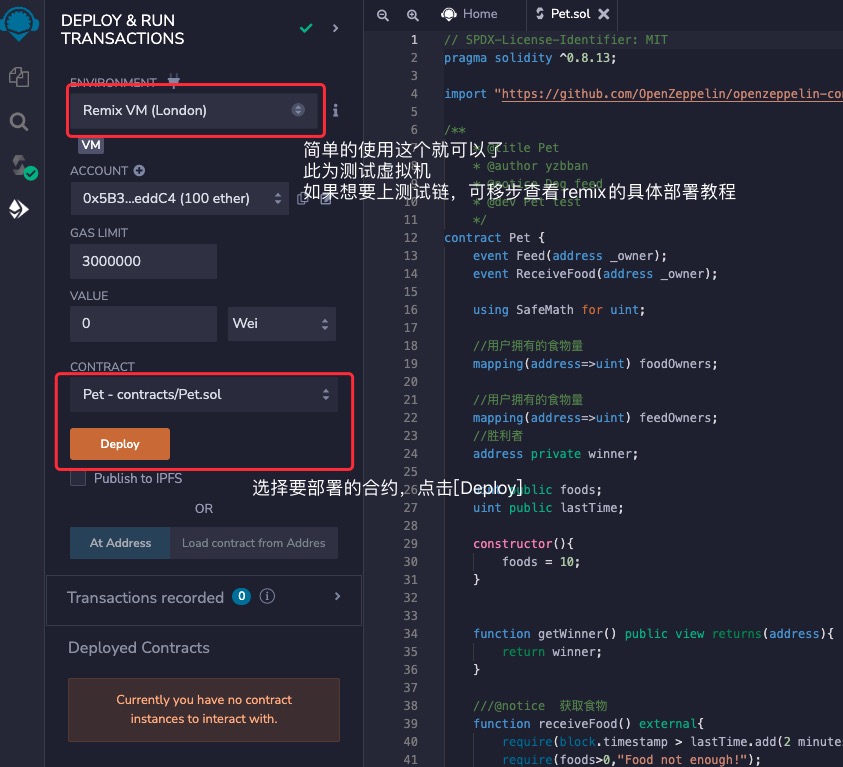 DEPLOY & RUN
TRANSACTIONS
ENVIRONMENT
Remix VM (London)
VM
ACCOUNT
0x5B3...eddC4 (100 ether)
GAS LIMIT
3000000
VALUE
0
Wei
CONTRACT
Pet - contracts/Pet.sol
Deploy
Publish to IPFS
OR
At Address
Load contract from Addres
Transactions recorded 0 i
Deployed Contracts
Currently you have no contract
instances to interact with.
简单的使用这个就可以了
此为测试虚拟机
如果想要上测试链，可移步查看remix的具体部署教程
选择要部署的合约，点击[Deploy]
Home
Pet.sol
1 // SPDX-License-Identifier: MIT
2 pragma solidity ^0.8.13;
3
4 import "https://github.com/OpenZeppelin/openzeppelin-co
5
6 /**
7 * @title Pet
8 * @author yzbban
9 * @notice Dog feed
10 * @dev Pet test
11 */
12 contract Pet {
13 event Feed(address _owner);
14 event ReceiveFood(address _owner);
15
16 using SafeMath for uint;
17
18 //用户拥有的食物量
19 mapping(address=>uint) foodOwners;
20
21 //用户拥有的食物量
22 mapping(address=>uint) feedOwners;
23 //胜利者
24 address private winner;
25
26 uint public foods;
27 uint public lastTime;
28
29 constructor(){
30 foods = 10;
31 }
32
33
34 function getWinner() public view returns(address){
35 return winner;
36 }
37
38 ///@notice 获取食物
39 function receiveFood() external{
40 require(block.timestamp > lastTime.add(2 minute
41 require(foods>0,"Food not enough!");